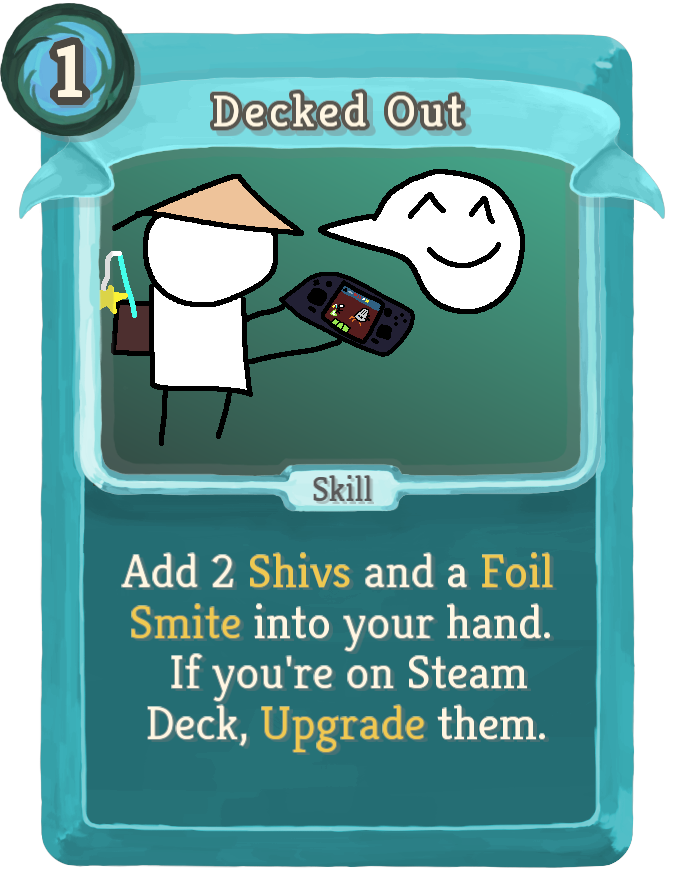 1
Decked Out
Skill
Add 2 Shivs and a Foil
Smite into your hand.
If you're on Steam
Deck, Upgrade them.